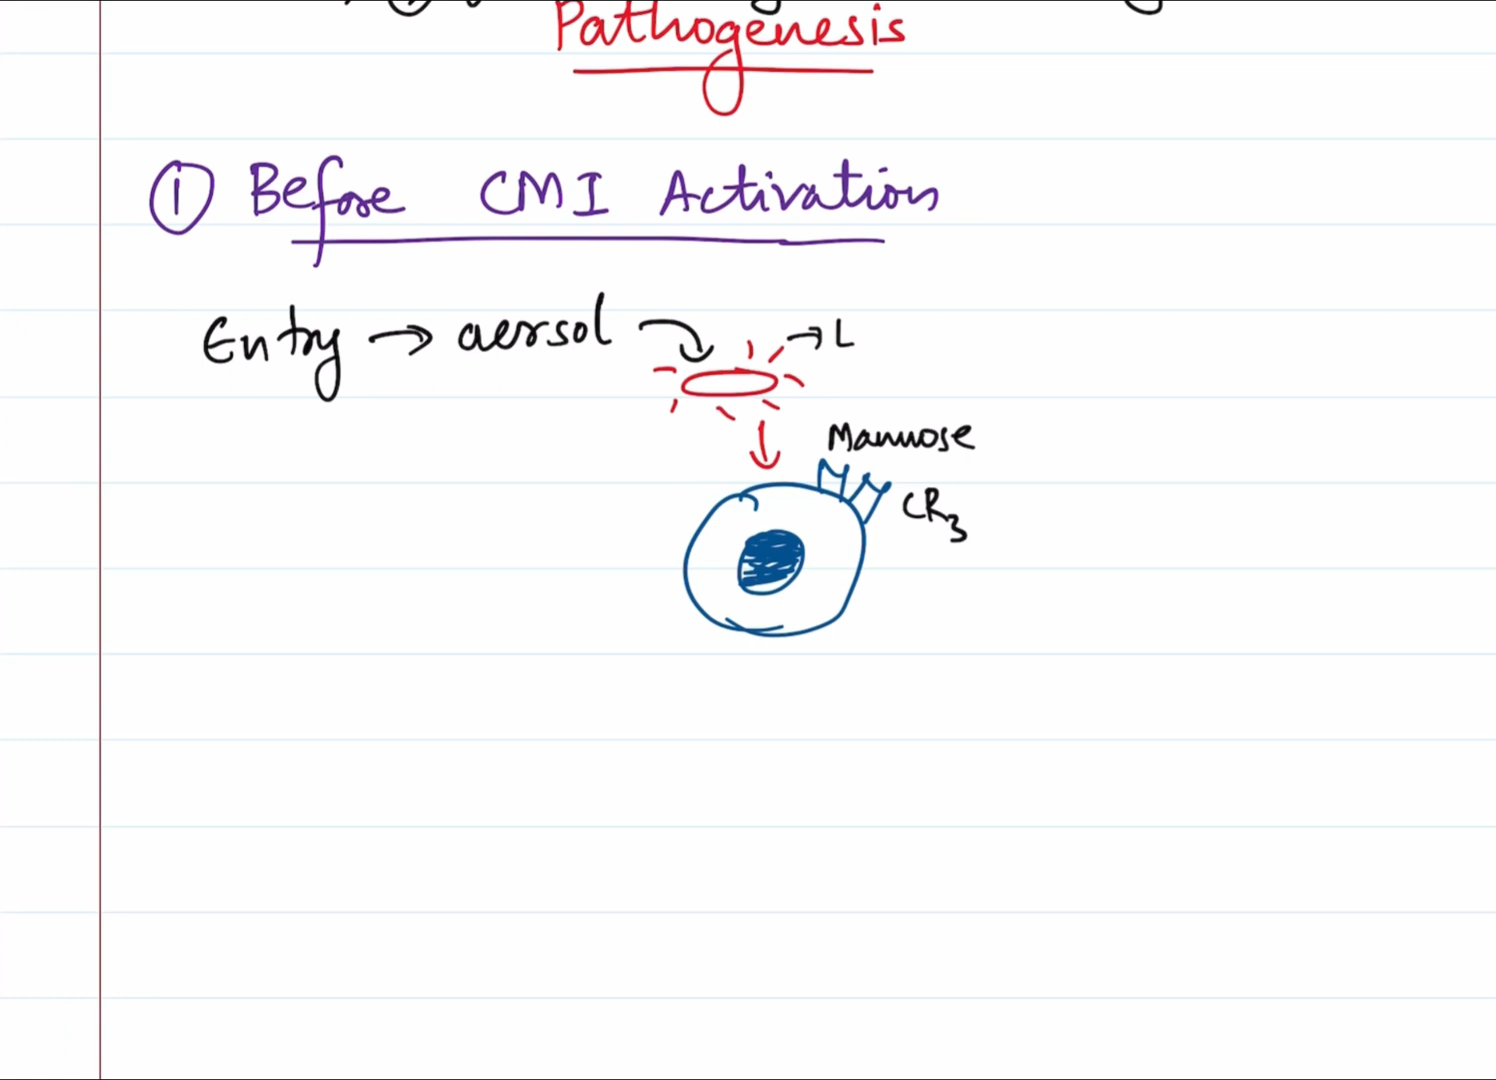 Pathogenesis
① Before CMI Activation
Entry → aersol → L
Mannose
CR3